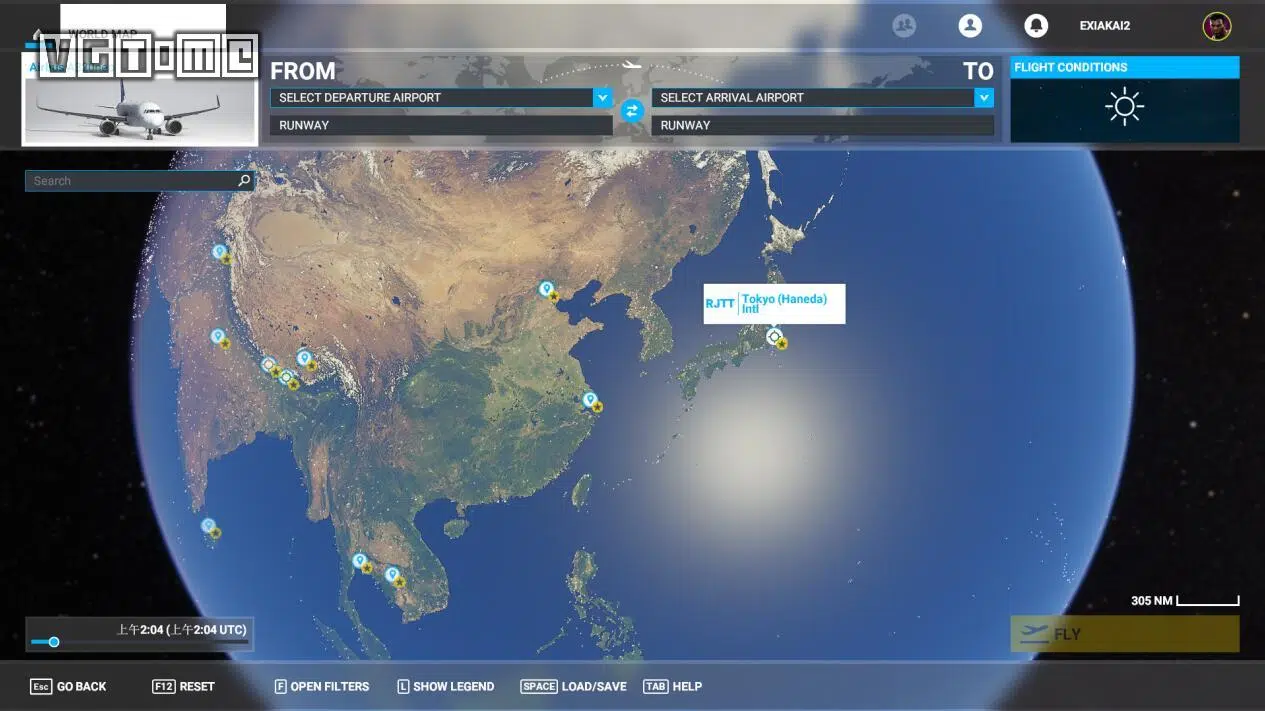 WORLD MAP
VGTIME
EXIAKAI2
FROM
TO
FLIGHT CONDITIONS
SELECT DEPARTURE AIRPORT
SELECT ARRIVAL AIRPORT
RUNWAY
RUNWAY
Search
RJTT
Tokyo (Haneda)
Intl
305 NM
上午2:04 (上午2:04 UTC)
FLY
Esc GO BACK
F12 RESET
F OPEN FILTERS
L SHOW LEGEND
SPACE LOAD/SAVE
TAB HELP